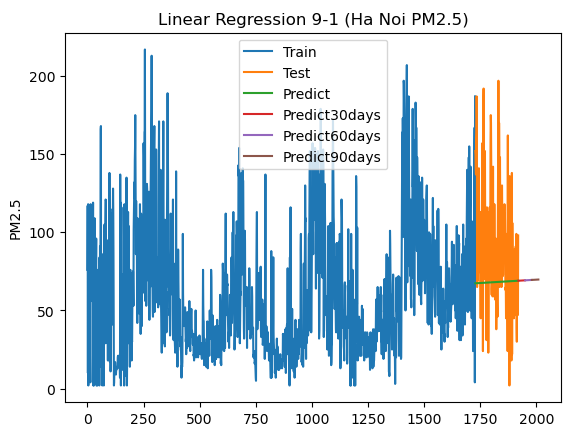 Linear Regression 9-1 (Ha Noi PM2.5)
Train
Test
Predict
Predict30days
Predict60days
Predict90days
PM2.5
200
150
100
50
0
0 250 500 750 1000 1250 1500 1750 2000